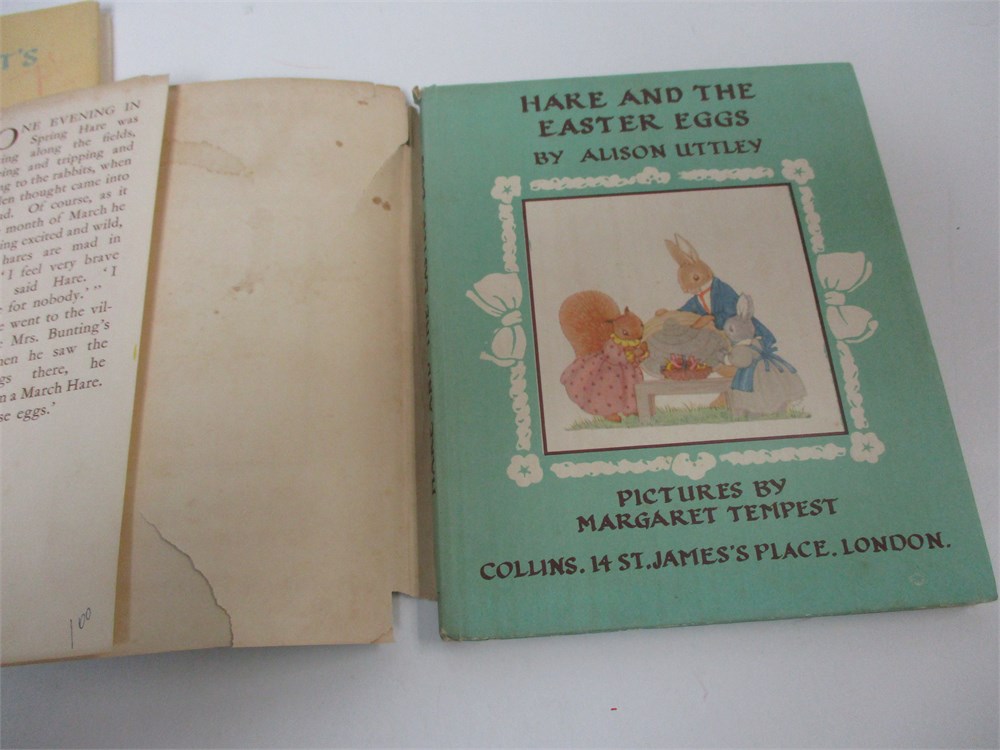 T'S
ONE EVENING IN
Spring Hare was
along the fields,
and tripping and
to the rabbits, when
thought came into
Of course, as it
month of March he
excited and wild,
hares are mad in
'I feel very brave
said Hare. 'I
for nobody.' "
went to the vil-
Mrs. Bunting's
he saw the
there, he
a March Hare.
eggs.'
1 00
HARE AND THE
EASTER EGGS
BY ALISON UTTLEY
PICTURES BY
MARGARET TEMPEST
COLLINS. 14 ST. JAMES'S PLACE. LONDON.